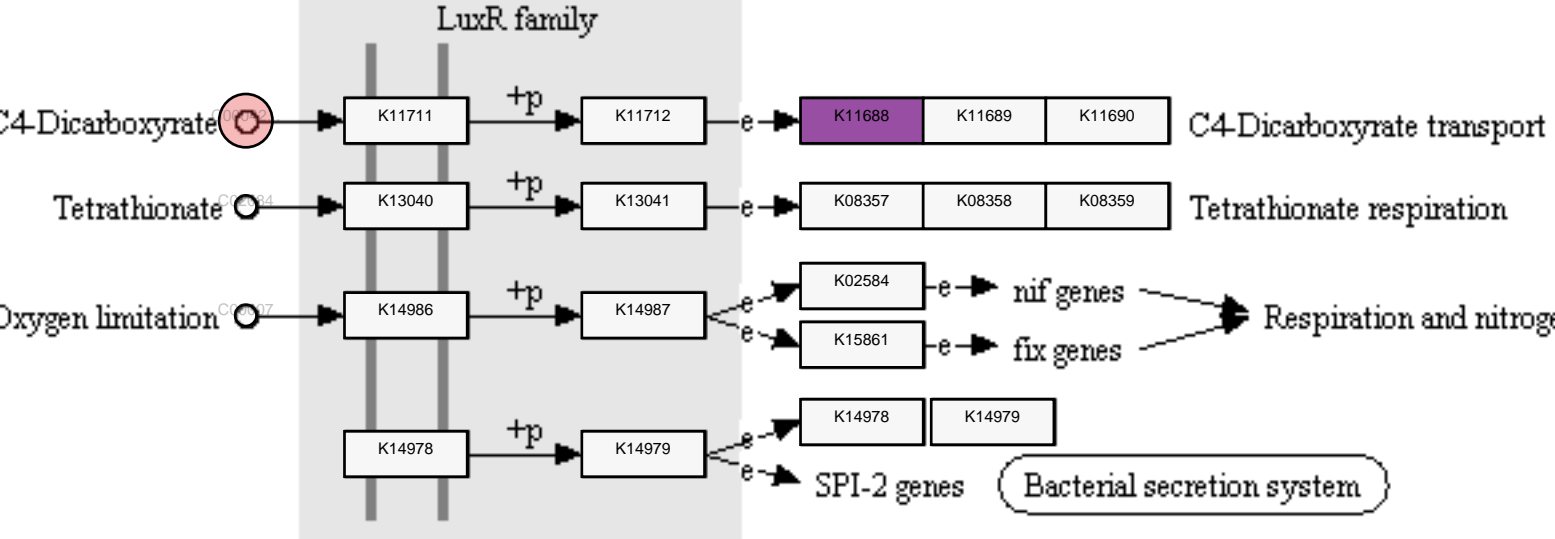 LuxR family
C4-Dicarboxyrate
K11711
+p
K11712
e
K11688
K11689
K11690
C4-Dicarboxyrate transport
Tetrathionate
K13040
+p
K13041
e
K08357
K08358
K08359
Tetrathionate respiration
Oxygen limitation
K14986
+p
K14987
e
e
K02584
e
nif genes
K15861
e
fix genes
Respiration and nitroge
K14978
+p
K14979
e
e
K14978
K14979
SPI-2 genes
Bacterial secretion system